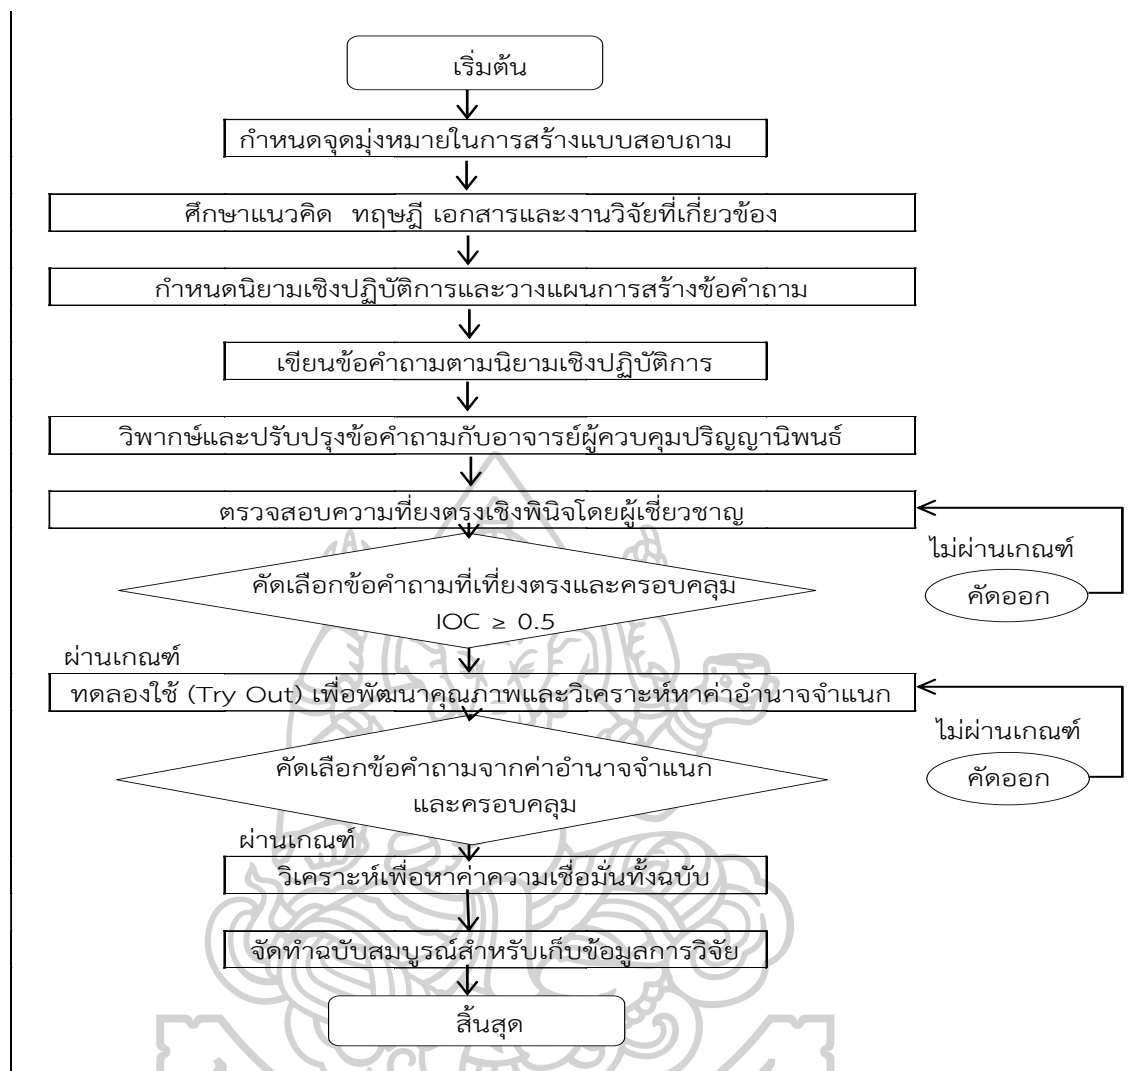 เริ่มต้น
กำหนดจุดมุ่งหมายในการสร้างแบบสอบถาม
ศึกษาแนวคิด ทฤษฎี เอกสารและงานวิจัยที่เกี่ยวข้อง
กำหนดนิยามเชิงปฏิบัติการและวางแผนการสร้างข้อคำถาม
เขียนข้อคำถามตามนิยามเชิงปฏิบัติการ
วิพากษ์และปรับปรุงข้อคำถามกับอาจารย์ผู้ควบคุมปริญญานิพนธ์
ตรวจสอบความที่ยงตรงเชิงพินิจโดยผู้เชี่ยวชาญ
ไม่ผ่านเกณฑ์
คัดเลือกข้อคำถามที่เที่ยงตรงและครอบคลุม
คัดออก
IOC ≥ 0.5
ผ่านเกณฑ์
ทดลองใช้ (Try Out) เพื่อพัฒนาคุณภาพและวิเคราะห์หาค่าอำนาจจำแนก
ไม่ผ่านเกณฑ์
คัดเลือกข้อคำถามจากค่าอำนาจจำแนก
คัดออก
และครอบคลุม
ผ่านเกณฑ์
วิเคราะห์เพื่อหาค่าความเชื่อมั่นทั้งฉบับ
จัดทำฉบับสมบูรณ์สำหรับเก็บข้อมูลการวิจัย
สิ้นสุด